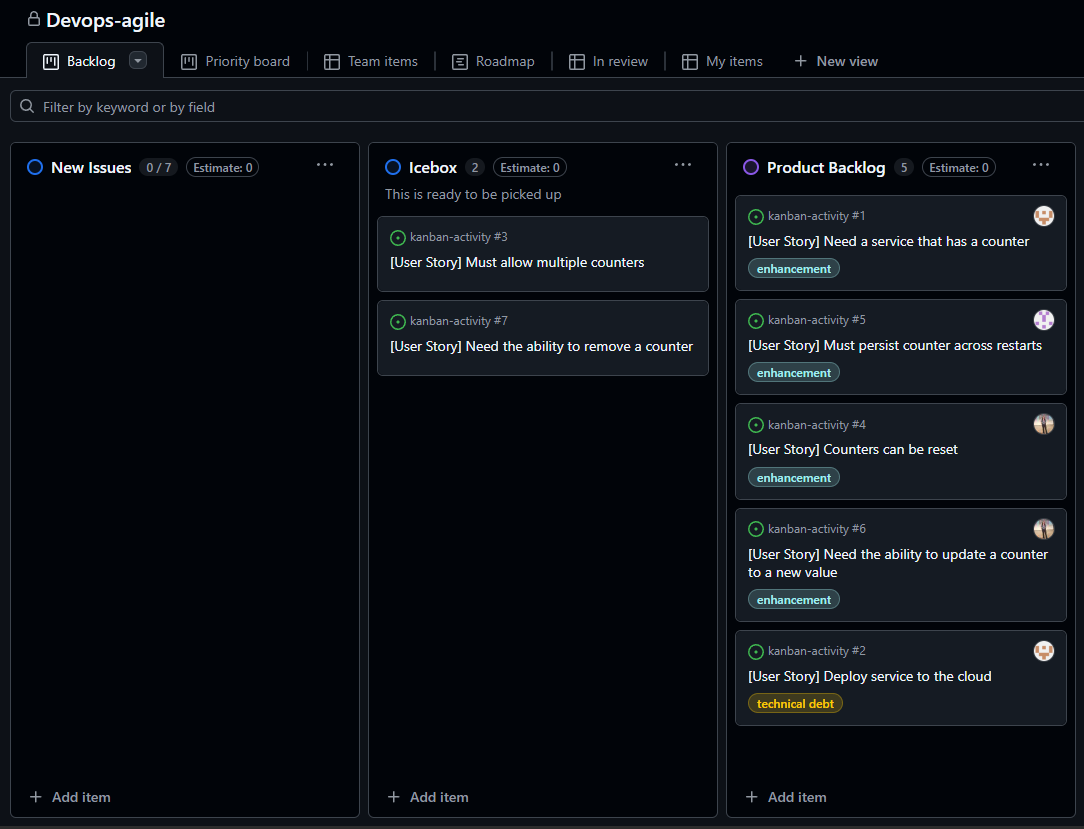 Devops-agile
Backlog
Priority board
Team items
Roadmap
In review
My items
New view
Filter by keyword or by field
New Issues 0 / 7 Estimate: 0
Add item
Icebox 2 Estimate: 0
This is ready to be picked up
kanban-activity #3
[User Story] Must allow multiple counters
kanban-activity #7
[User Story] Need the ability to remove a counter
Add item
Product Backlog 5 Estimate: 0
kanban-activity #1
[User Story] Need a service that has a counter
enhancement
kanban-activity #5
[User Story] Must persist counter across restarts
enhancement
kanban-activity #4
[User Story] Counters can be reset
enhancement
kanban-activity #6
[User Story] Need the ability to update a counter
to a new value
enhancement
kanban-activity #2
[User Story] Deploy service to the cloud
technical debt
Add item